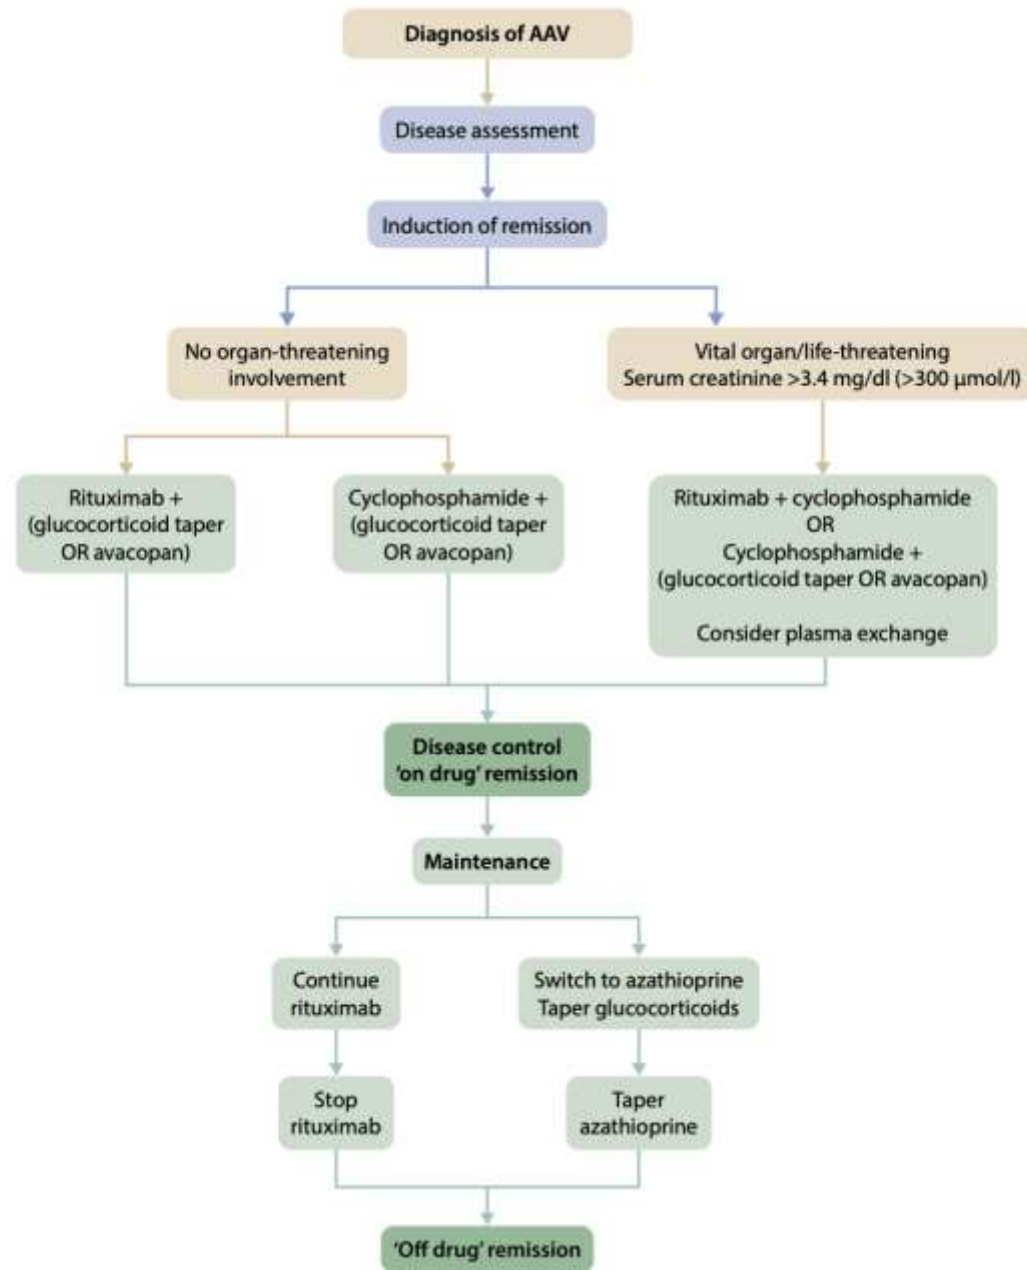 Diagnosis of AAV
Disease assessment
Induction of remission
No organ-threatening
involvement
Vital organ/life-threatening
Serum creatinine >3.4 mg/dl (>300 µmol/l)
Rituximab +
(glucocorticoid taper
OR avacopan)
Cyclophosphamide +
(glucocorticoid taper
OR avacopan)
Rituximab + cyclophosphamide
OR
Cyclophosphamide +
(glucocorticoid taper OR avacopan)
Consider plasma exchange
Disease control
'on drug' remission
Maintenance
Continue
rituximab
Switch to azathioprine
Taper glucocorticoids
Stop
rituximab
Taper
azathioprine
'Off drug' remission